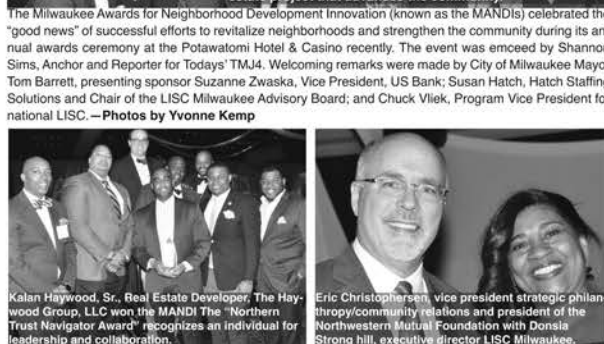 The Milwaukee Awards for Neighborhood Development Innovation (known as the MANDIs) celebrated the
"good news" of successful efforts to revitalize neighborhoods and strengthen the community during its an-
nual awards ceremony at the Potawatomi Hotel & Casino recently. The event was emceed by Shannon
Sims, Anchor and Reporter for Todays' TMJ4. Welcoming remarks were made by City of Milwaukee Mayor
Tom Barrett, presenting sponsor Suzanne Zwaska, Vice President, US Bank; Susan Hatch, Hatch Staffing
Solutions and Chair of the LISC Milwaukee Advisory Board; and Chuck Vliek, Program Vice President for
national LISC.—Photos by Yvonne Kemp
Kalan Haywood, Sr., Real Estate Developer, The Hay-
wood Group, LLC won the MANDI The "Northern
Trust Navigator Award" recognizes an individual for
leadership and collaboration.
Eric Christophersen, vice president strategic philan-
thropy/community relations and president of the
Northwestern Mutual Foundation with Donsia
Strong hill, executive director LISC Milwaukee.